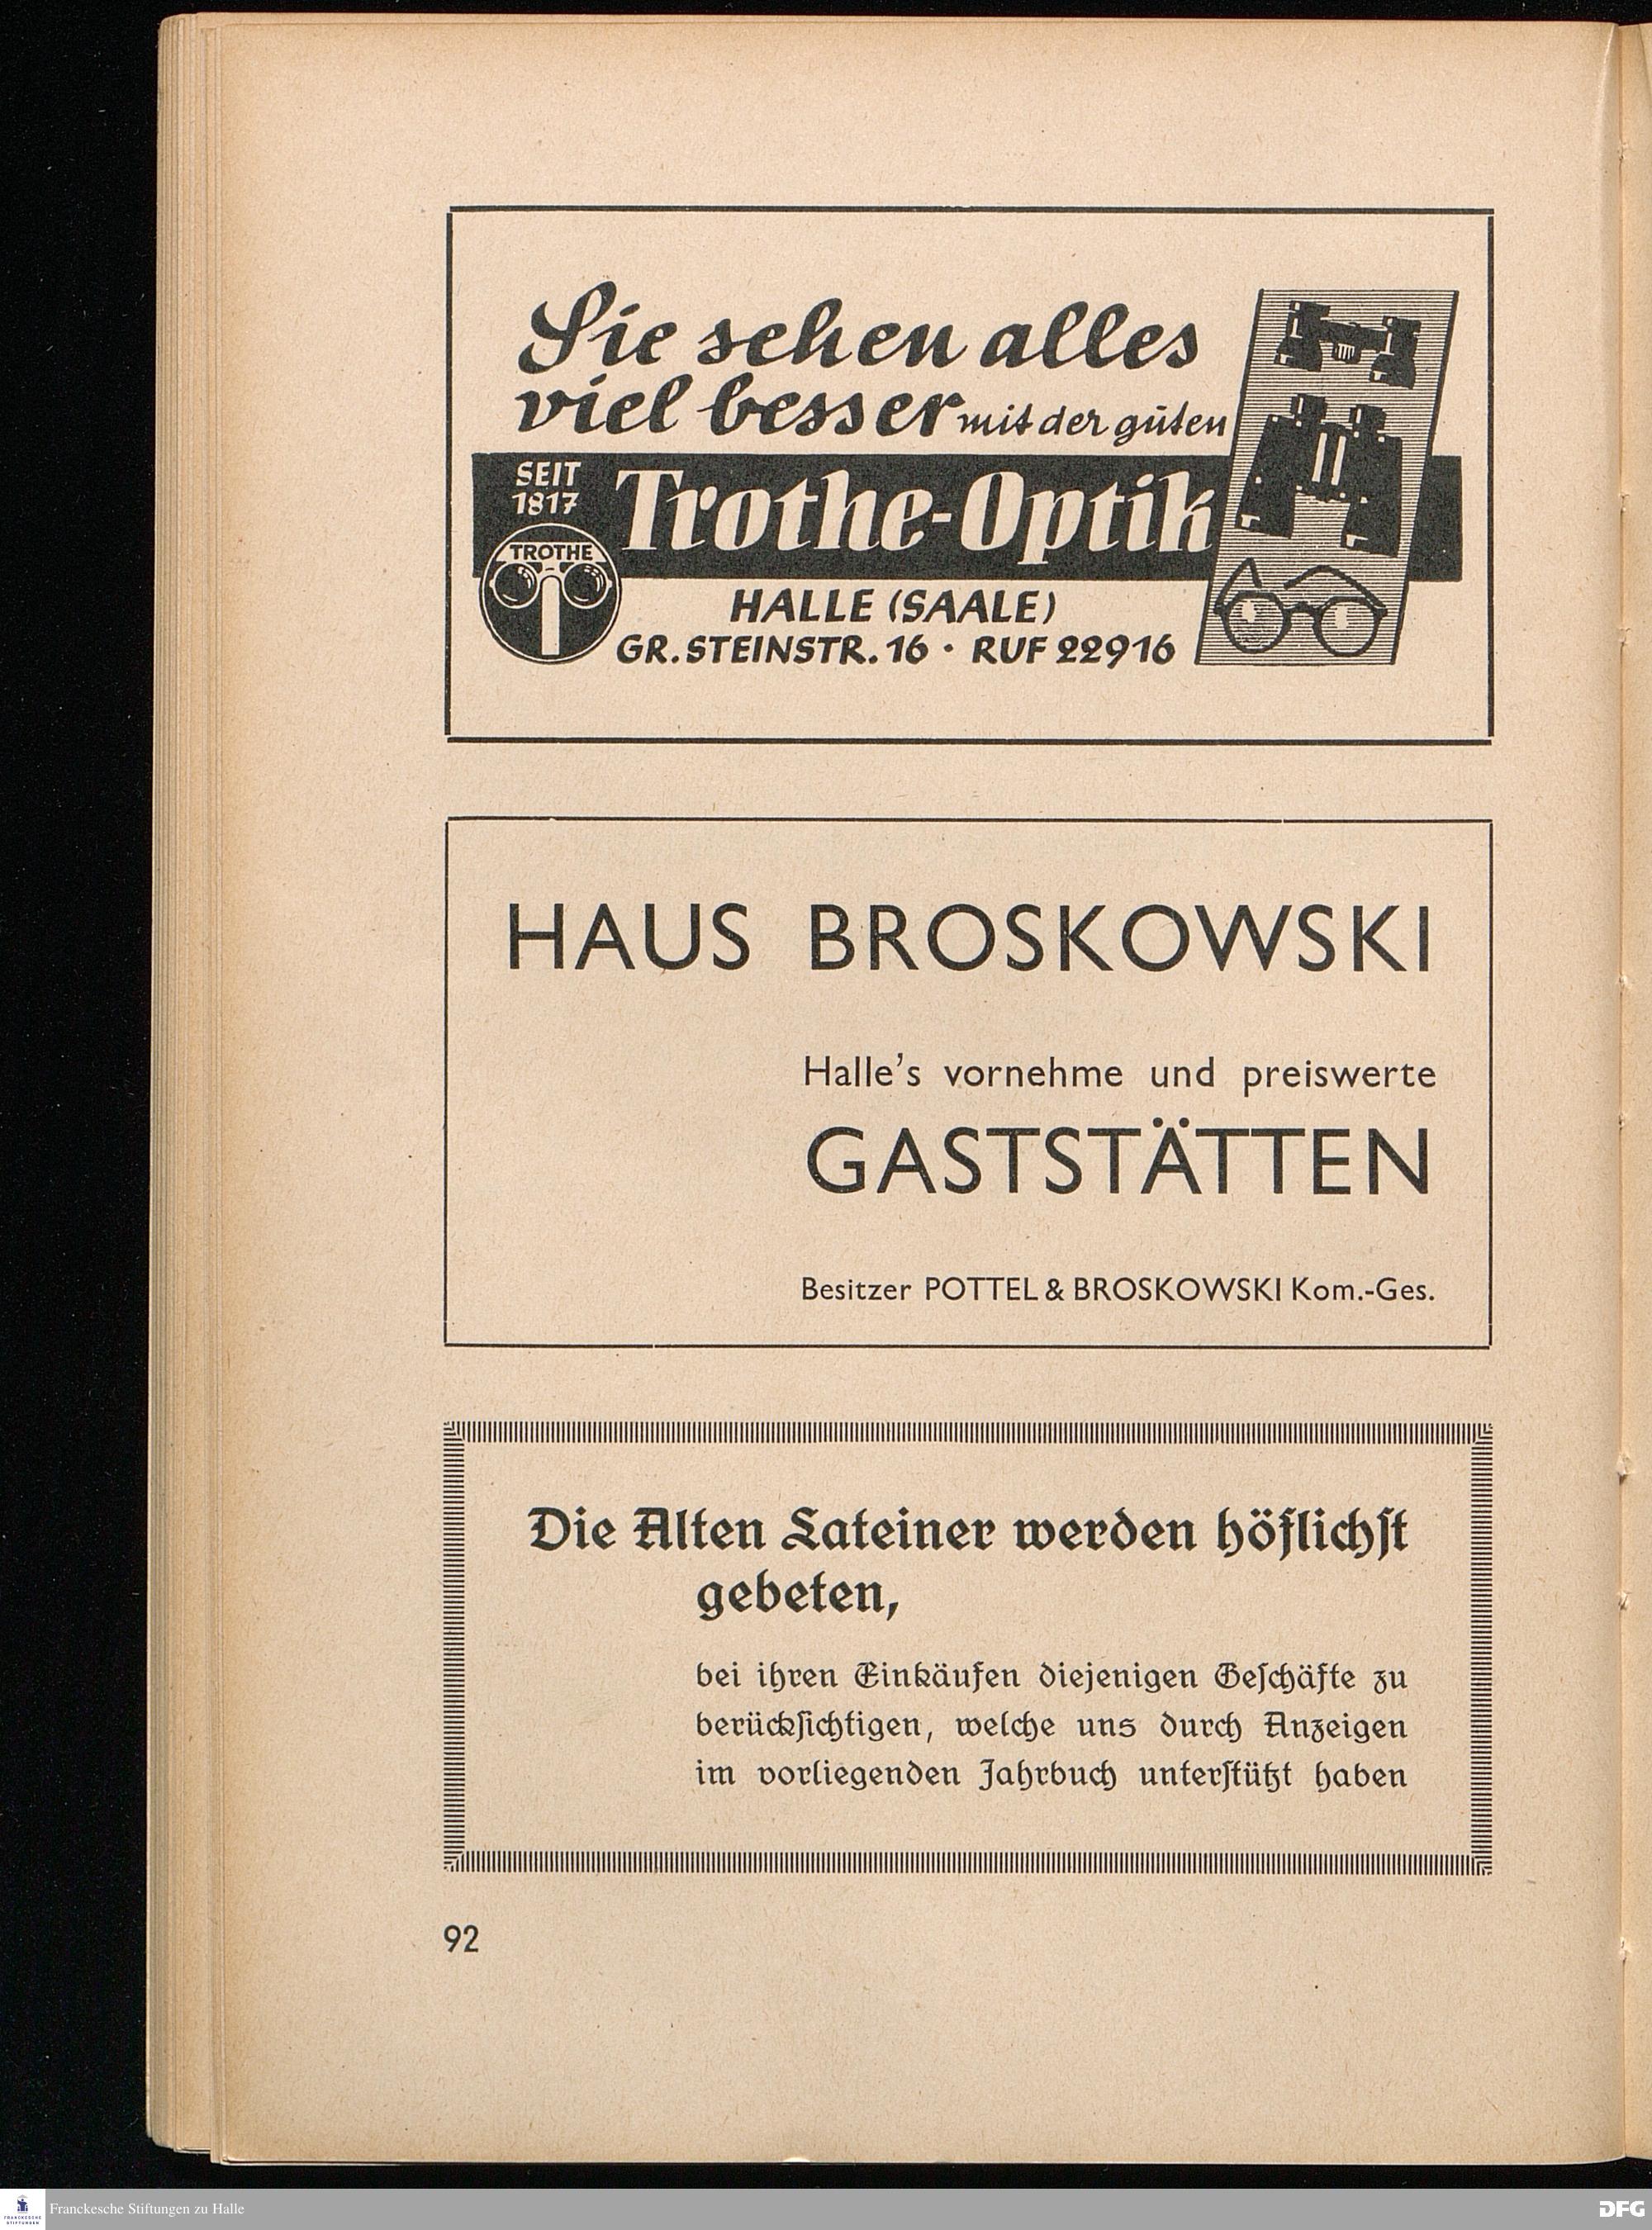 Sie sehen alles
viel besser mit der guten
SEIT
1817
Trothe-Optik
TROTHE
HALLE (SAALE)
GR. STEINSTR. 16 · RUF 22916
HAUS BROSKOWSKI
Halle's vornehme und preiswerte
GASTSTÄTTEN
Besitzer POTTEL & BROSKOWSKI Kom.-Ges.
Die Alten Lateiner werden höflichſt
gebeten,
bei ihren Einkäufen diejenigen Geſchäfte zu
berückſichtigen, welche uns durch Anzeigen
im vorliegenden Jahrbuch unterſtützt haben
92
FRANCKESCHE
STIFTUNGEN
Franckesche Stiftungen zu Halle
DFG